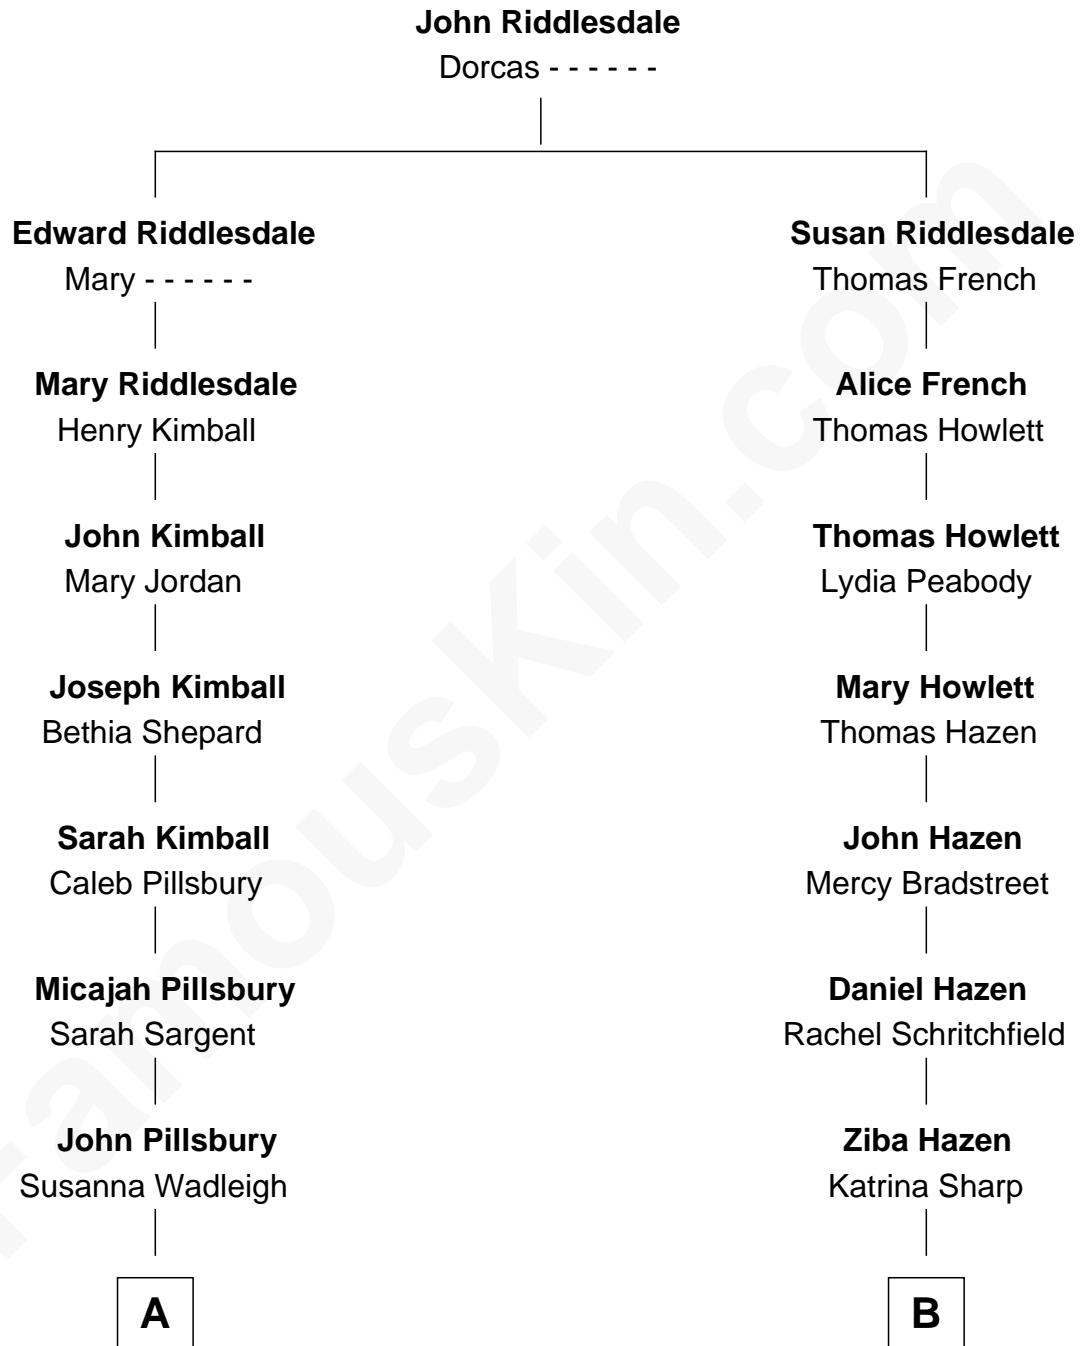 John Riddlesdale
Dorcas - - - - - -
Edward Riddlesdale
Mary - - - - - -
Susan Riddlesdale
Thomas French
Mary Riddlesdale
Henry Kimball
Alice French
Thomas Howlett
John Kimball
Mary Jordan
Thomas Howlett
Lydia Peabody
Joseph Kimball
Bethia Shepard
Mary Howlett
Thomas Hazen
Sarah Kimball
Caleb Pillsbury
John Hazen
Mercy Bradstreet
Micajah Pillsbury
Sarah Sargent
Daniel Hazen
Rachel Schritchfield
John Pillsbury
Susanna Wadleigh
Ziba Hazen
Katrina Sharp
A
B
FamousKin.com